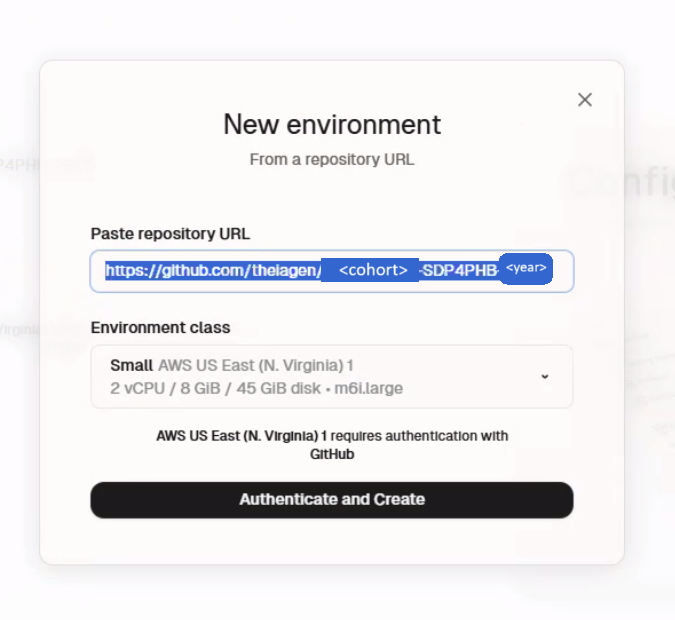 New environment
From a repository URL
Paste repository URL
https://github.com/theiagen/ <cohort> -SDP4PHB- <year>
Environment class
Small AWS US East (N. Virginia) 1
2 vCPU / 8 GiB / 45 GiB disk • m6i.large
AWS US East (N. Virginia) 1 requires authentication with
GitHub
Authenticate and Create